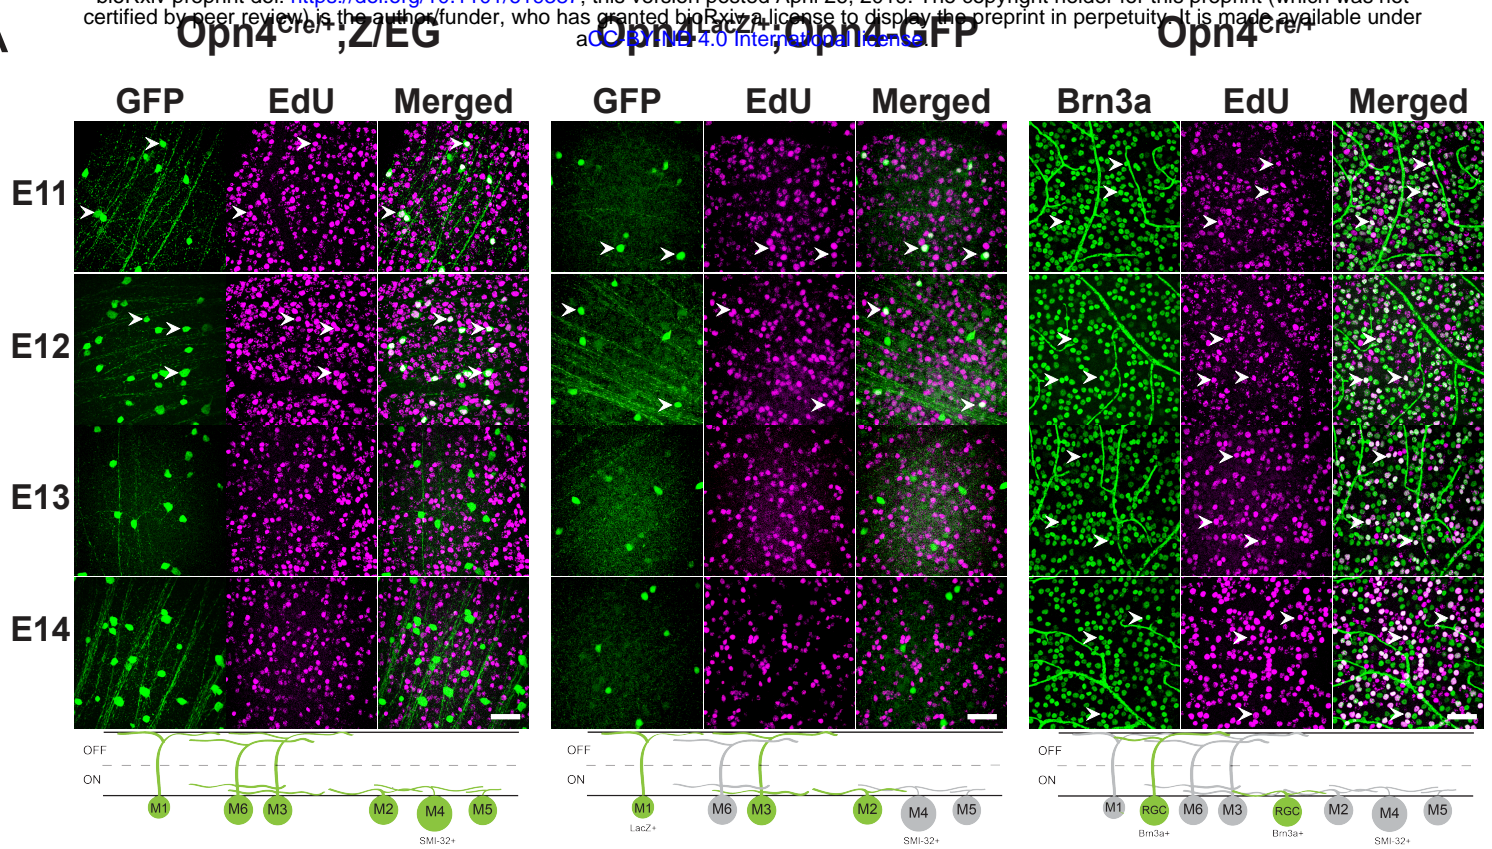 certified by peer review) is the author/funder, who has granted bioRxiv a license to display the preprint in perpetuity. It is made available under
aCC-BY-ND 4.0 International license.
A
Opn4Cre/+;Z/EG
Opn4LacZ/+;Opn4-GFP
Opn4Cre/+
GFP EdU Merged GFP EdU Merged Brn3a EdU Merged
E11
E12
E13
E14
OFF OFF
ON ON
M1 M6 M3 M2 M4 M5 M1 M6 M3 M2 M4 M5 M1 RGC M6 M3 RGC M2 M4 M5
SMI-32+ LacZ+ SMI-32+ Brn3a+ Brn3a+ SMI-32+